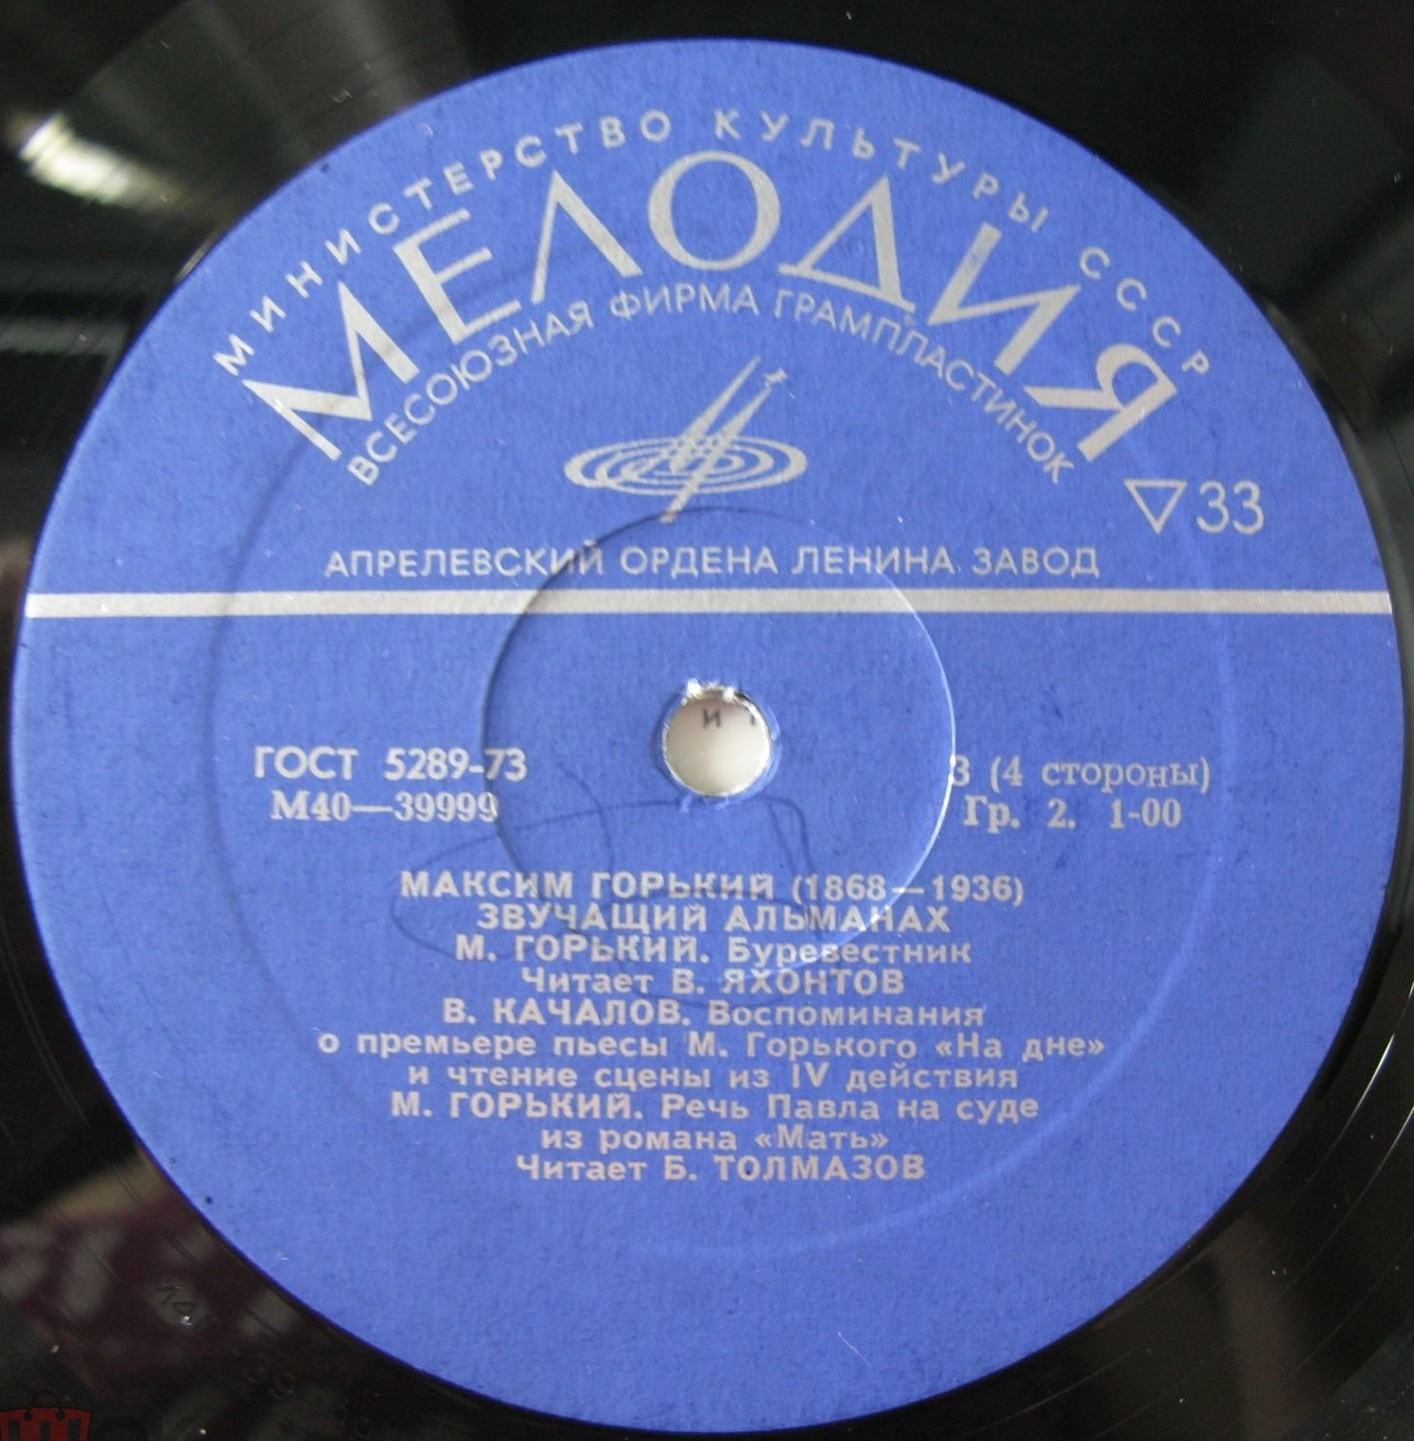 МИНИСТЕРСТВО КУЛЬТУРЫ СССР
МЕЛОДИЯ
ВСЕСОЮЗНАЯ ФИРМА ГРАМПЛАСТИНОК
33
АПРЕЛЕВСКИЙ ОРДЕНА ЛЕНИНА ЗАВОД
ГОСТ 5289-73
М40—39999
3 (4 стороны)
Гр. 2. 1-00
МАКСИМ ГОРЬКИЙ (1868—1936)
ЗВУЧАЩИЙ АЛЬМАНАХ
М. ГОРЬКИЙ. Буревестник
Читает В. ЯХОНТОВ
В. КАЧАЛОВ. Воспоминания
о премьере пьесы М. Горького «На дне»
и чтение сцены из IV действия
М. ГОРЬКИЙ. Речь Павла на суде
из романа «Мать»
Читает Б. ТОЛМАЗОВ